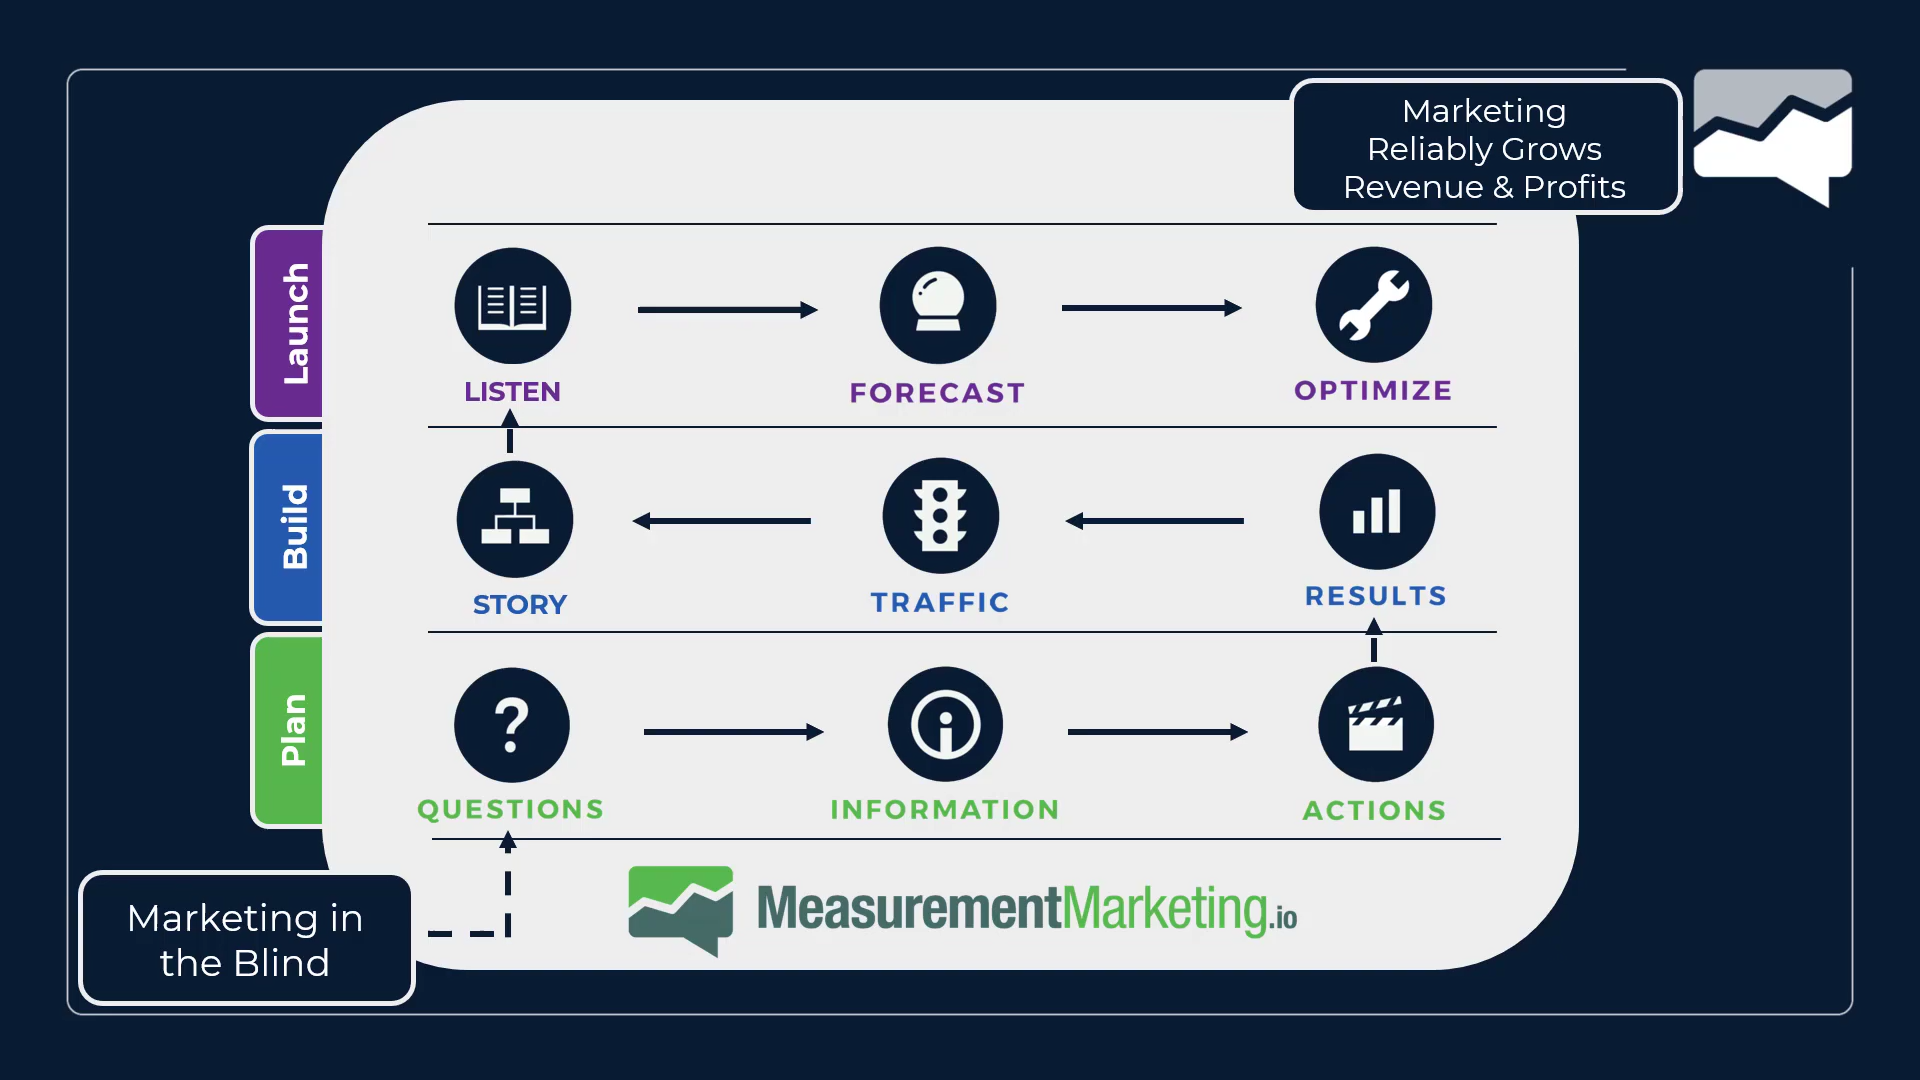 Marketing
Reliably Grows
Revenue & Profits
Launch
LISTEN
FORECAST
OPTIMIZE
Build
STORY
TRAFFIC
RESULTS
Plan
?
i
QUESTIONS
INFORMATION
ACTIONS
MeasurementMarketing.io
Marketing in
the Blind